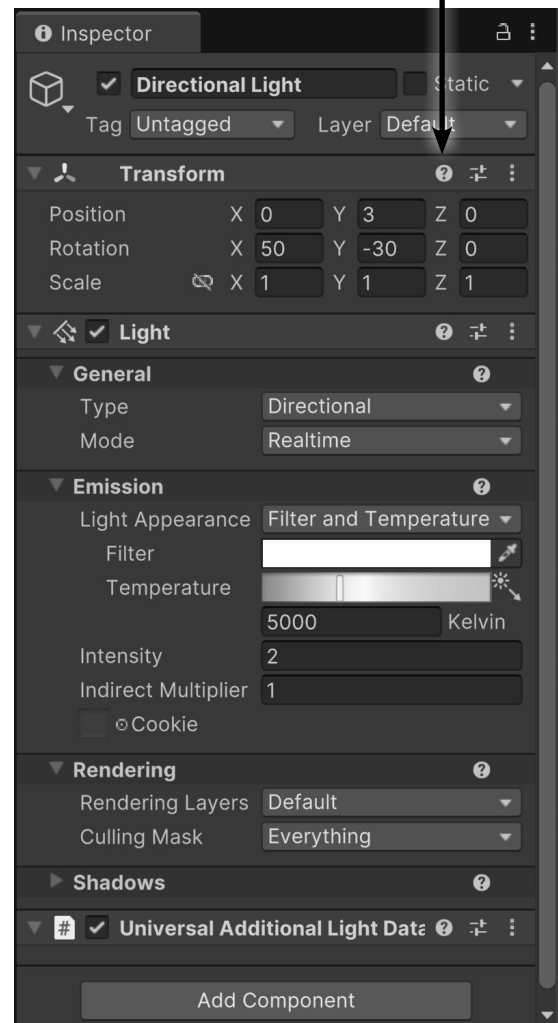 Inspector
Directional Light Static
Tag Untagged Layer Default
Transform
Position X 0 Y 3 Z 0
Rotation X 50 Y -30 Z 0
Scale X 1 Y 1 Z 1
Light
General
Type Directional
Mode Realtime
Emission
Light Appearance Filter and Temperature
Filter
Temperature
5000 Kelvin
Intensity 2
Indirect Multiplier 1
Cookie
Rendering
Rendering Layers Default
Culling Mask Everything
Shadows
# Universal Additional Light Data
Add Component